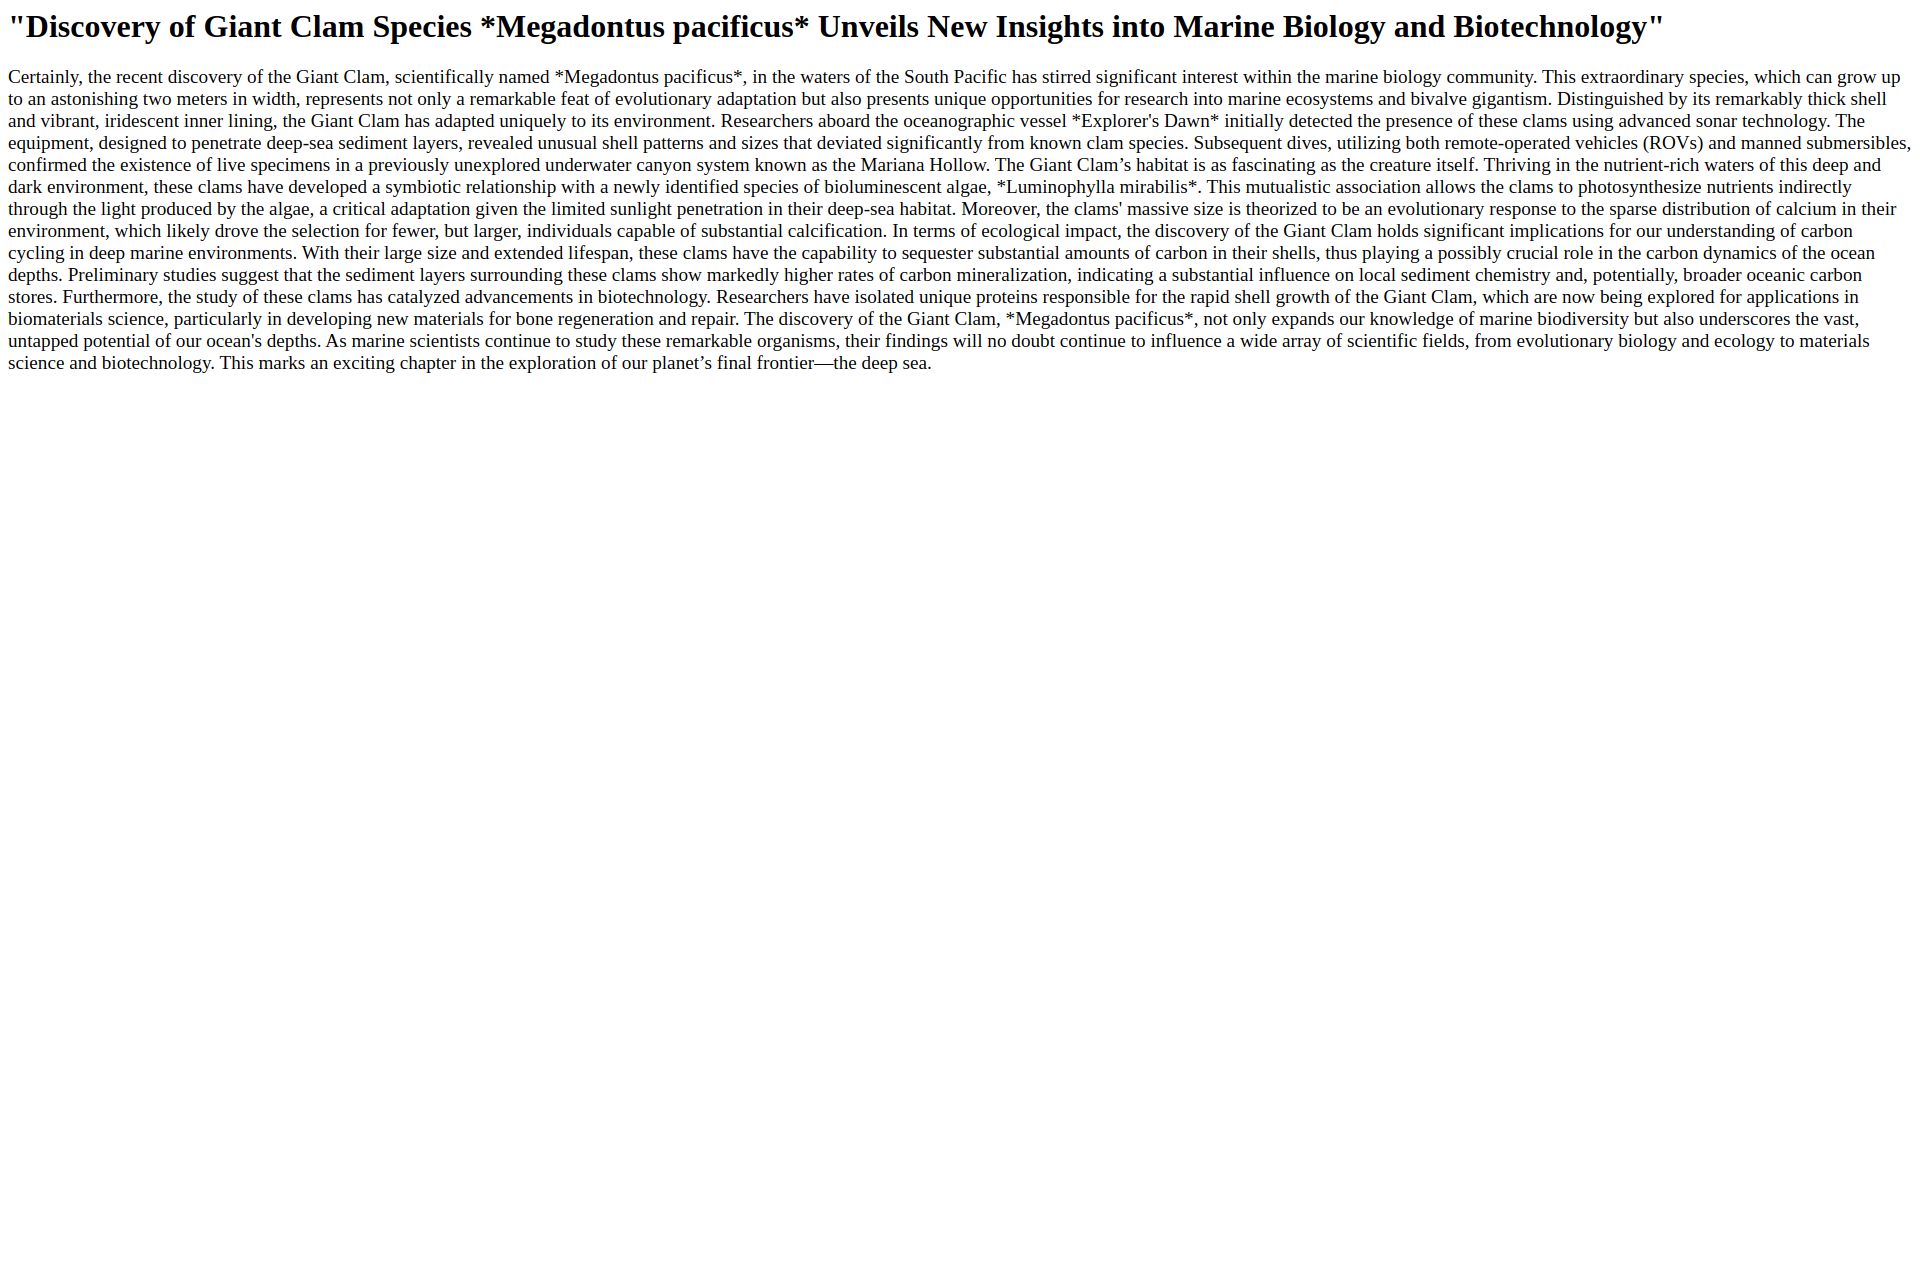 "Discovery of Giant Clam Species *Megadontus pacificus* Unveils New Insights into Marine Biology and Biotechnology"
Certainly, the recent discovery of the Giant Clam, scientifically named *Megadontus pacificus*, in the waters of the South Pacific has stirred significant interest within the marine biology community. This extraordinary species, which can grow up
to an astonishing two meters in width, represents not only a remarkable feat of evolutionary adaptation but also presents unique opportunities for research into marine ecosystems and bivalve gigantism. Distinguished by its remarkably thick shell
and vibrant, iridescent inner lining, the Giant Clam has adapted uniquely to its environment. Researchers aboard the oceanographic vessel *Explorer's Dawn* initially detected the presence of these clams using advanced sonar technology. The
equipment, designed to penetrate deep-sea sediment layers, revealed unusual shell patterns and sizes that deviated significantly from known clam species. Subsequent dives, utilizing both remote-operated vehicles (ROVs) and manned submersibles,
confirmed the existence of live specimens in a previously unexplored underwater canyon system known as the Mariana Hollow. The Giant Clam’s habitat is as fascinating as the creature itself. Thriving in the nutrient-rich waters of this deep and
dark environment, these clams have developed a symbiotic relationship with a newly identified species of bioluminescent algae, *Luminophylla mirabilis*. This mutualistic association allows the clams to photosynthesize nutrients indirectly
through the light produced by the algae, a critical adaptation given the limited sunlight penetration in their deep-sea habitat. Moreover, the clams' massive size is theorized to be an evolutionary response to the sparse distribution of calcium in their
environment, which likely drove the selection for fewer, but larger, individuals capable of substantial calcification. In terms of ecological impact, the discovery of the Giant Clam holds significant implications for our understanding of carbon
cycling in deep marine environments. With their large size and extended lifespan, these clams have the capability to sequester substantial amounts of carbon in their shells, thus playing a possibly crucial role in the carbon dynamics of the ocean
depths. Preliminary studies suggest that the sediment layers surrounding these clams show markedly higher rates of carbon mineralization, indicating a substantial influence on local sediment chemistry and, potentially, broader oceanic carbon
stores. Furthermore, the study of these clams has catalyzed advancements in biotechnology. Researchers have isolated unique proteins responsible for the rapid shell growth of the Giant Clam, which are now being explored for applications in
biomaterials science, particularly in developing new materials for bone regeneration and repair. The discovery of the Giant Clam, *Megadontus pacificus*, not only expands our knowledge of marine biodiversity but also underscores the vast,
untapped potential of our ocean's depths. As marine scientists continue to study these remarkable organisms, their findings will no doubt continue to influence a wide array of scientific fields, from evolutionary biology and ecology to materials
science and biotechnology. This marks an exciting chapter in the exploration of our planet’s final frontier—the deep sea.